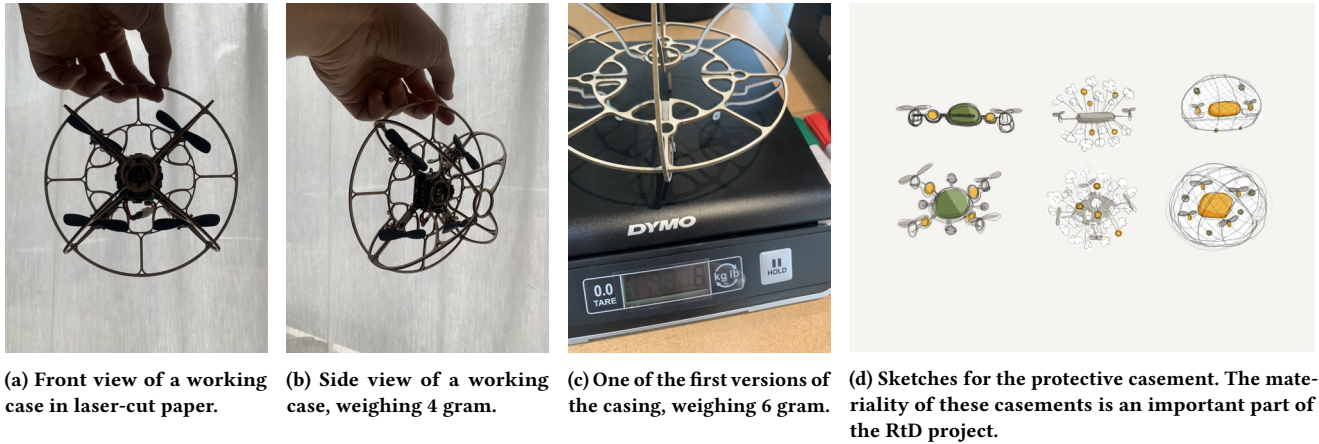 DYMO
0.0
TARE
kg lb
HOLD
(a) Front view of a working
case in laser-cut paper.
(b) Side view of a working
case, weighing 4 gram.
(c) One of the first versions of
the casing, weighing 6 gram.
(d) Sketches for the protective casement. The mate-
riality of these casements is an important part of
the RtD project.